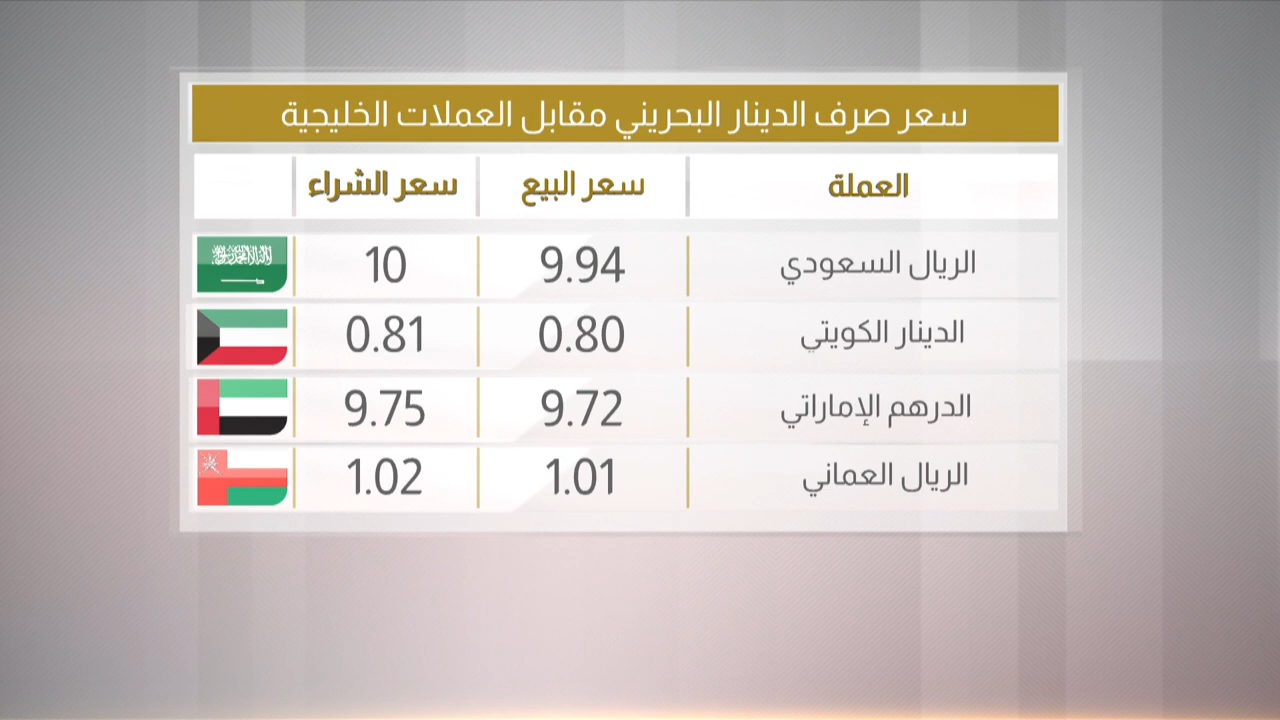 سعر صرف الدينار البحريني مقابل العملات الخليجية
العملة سعر البيع سعر الشراء
الريال السعودي 9.94 10
الدينار الكويتي 0.80 0.81
الدرهم الإماراتي 9.72 9.75
الريال العماني 1.01 1.02